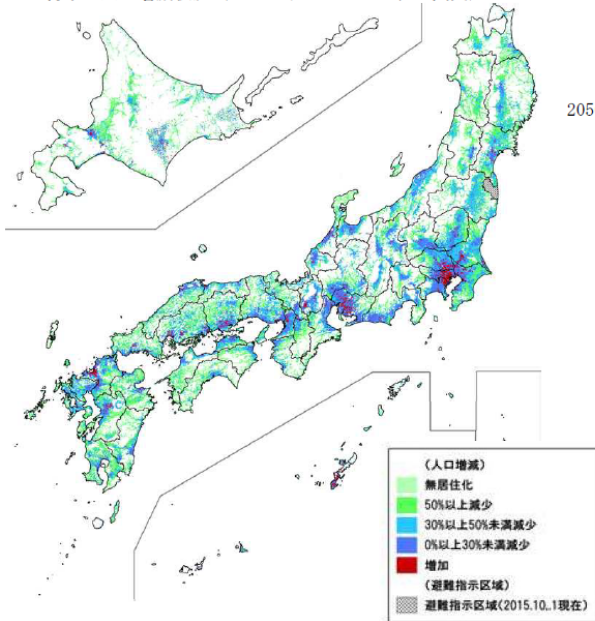 205
(人口増減)
無居住化
50%以上減少
30%以上50%未満減少
0%以上30%未満減少
増加
(避難指示区域)
避難指示区域(2015.10.1現在)